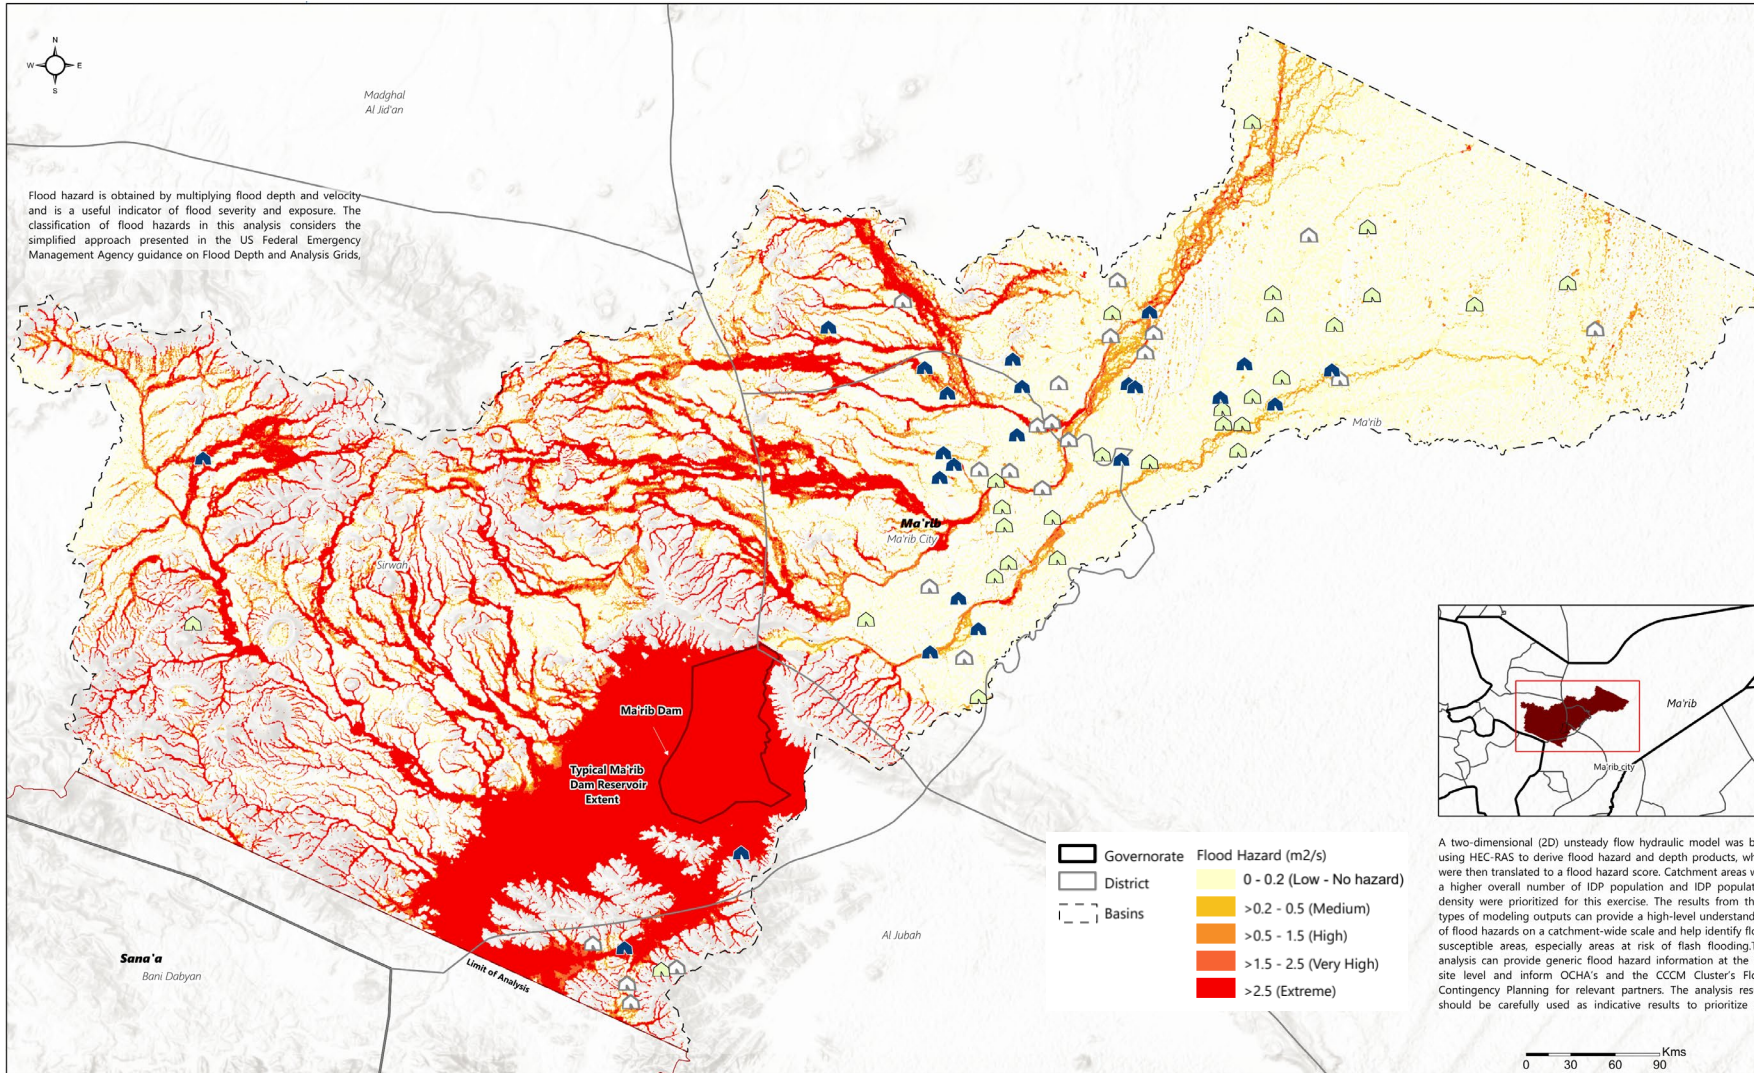 N
W E
S
Madghal
Al Jid'an
Flood hazard is obtained by multiplying flood depth and velocity
and is a useful indicator of flood severity and exposure. The
classification of flood hazards in this analysis considers the
simplified approach presented in the US Federal Emergency
Management Agency guidance on Flood Depth and Analysis Grids,
Ma'rib
Ma'rib
Ma'rib City
Sirwah
Ma'rib Dam
Typical Ma'rib
Dam Reservoir
Extent
Limit of Analysis
Al Jubah
Sana'a
Bani Dabyan
Ma'rib
Ma'rib city
Governorate
District
Basins
Flood Hazard (m2/s)
0 - 0.2 (Low - No hazard)
>0.2 - 0.5 (Medium)
>0.5 - 1.5 (High)
>1.5 - 2.5 (Very High)
>2.5 (Extreme)
A two-dimensional (2D) unsteady flow hydraulic model was b
using HEC-RAS to derive flood hazard and depth products, wh
were then translated to a flood hazard score. Catchment areas w
a higher overall number of IDP population and IDP populat
density were prioritized for this exercise. The results from th
types of modeling outputs can provide a high-level understand
of flood hazards on a catchment-wide scale and help identify flo
susceptible areas, especially areas at risk of flash flooding.T
analysis can provide generic flood hazard information at the
site level and inform OCHA's and the CCCM Cluster's Flo
Contingency Planning for relevant partners. The analysis res
should be carefully used as indicative results to prioritize
Kms
0 30 60 90